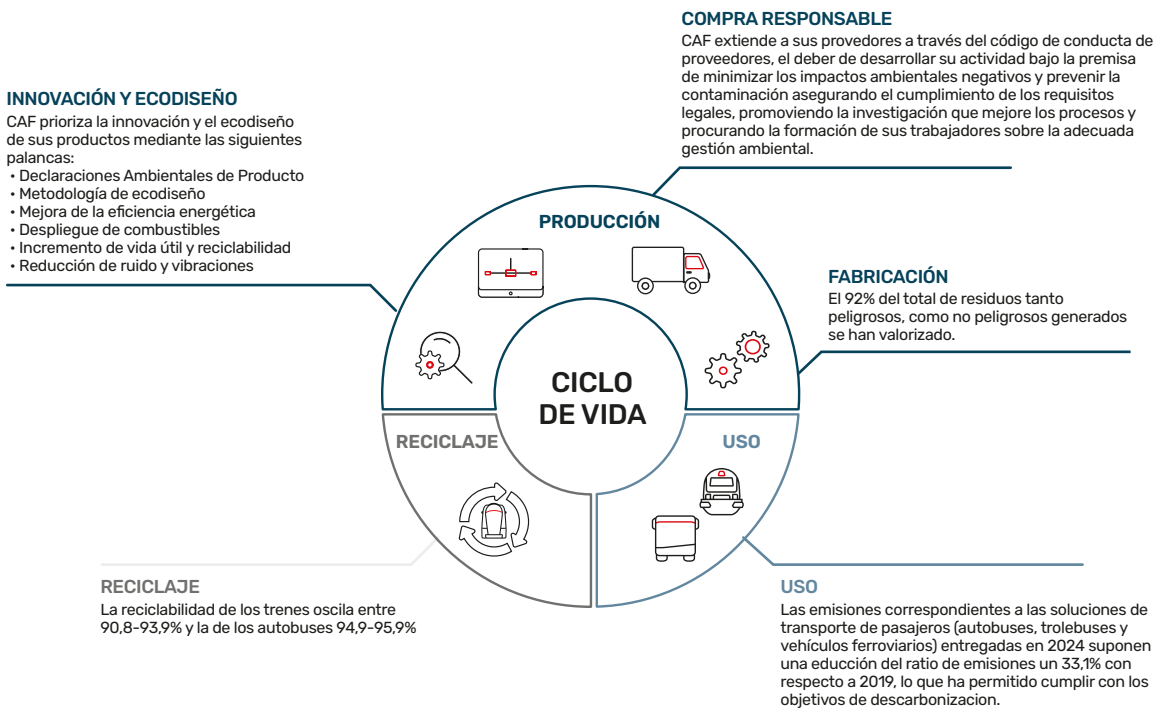 COMPRA RESPONSABLE
CAF extiende a sus provedores a través del código de conducta de
proveedores, el deber de desarrollar su actividad bajo la premisa
de minimizar los impactos ambientales negativos y prevenir la
contaminación asegurando el cumplimiento de los requisitos
legales, promoviendo la investigación que mejore los procesos y
procurando la formación de sus trabajadores sobre la adecuada
gestión ambiental.
INNOVACIÓN Y ECODISEÑO
CAF prioriza la innovación y el ecodiseño
de sus productos mediante las siguientes
palancas:
• Declaraciones Ambientales de Producto
• Metodología de ecodiseño
• Mejora de la eficiencia energética
• Despliegue de combustibles
• Incremento de vida útil y reciclabilidad
• Reducción de ruido y vibraciones
PRODUCCIÓN
FABRICACIÓN
El 92% del total de residuos tanto
peligrosos, como no peligrosos generados
se han valorizado.
CICLO
DE VIDA
RECICLAJE
USO
RECICLAJE
La reciclabilidad de los trenes oscila entre
90,8-93,9% y la de los autobuses 94,9-95,9%
USO
Las emisiones correspondientes a las soluciones de
transporte de pasajeros (autobuses, trolebuses y
vehículos ferroviarios) entregadas en 2024 suponen
una educción del ratio de emisiones un 33,1% con
respecto a 2019, lo que ha permitido cumplir con los
objetivos de descarbonizacion.